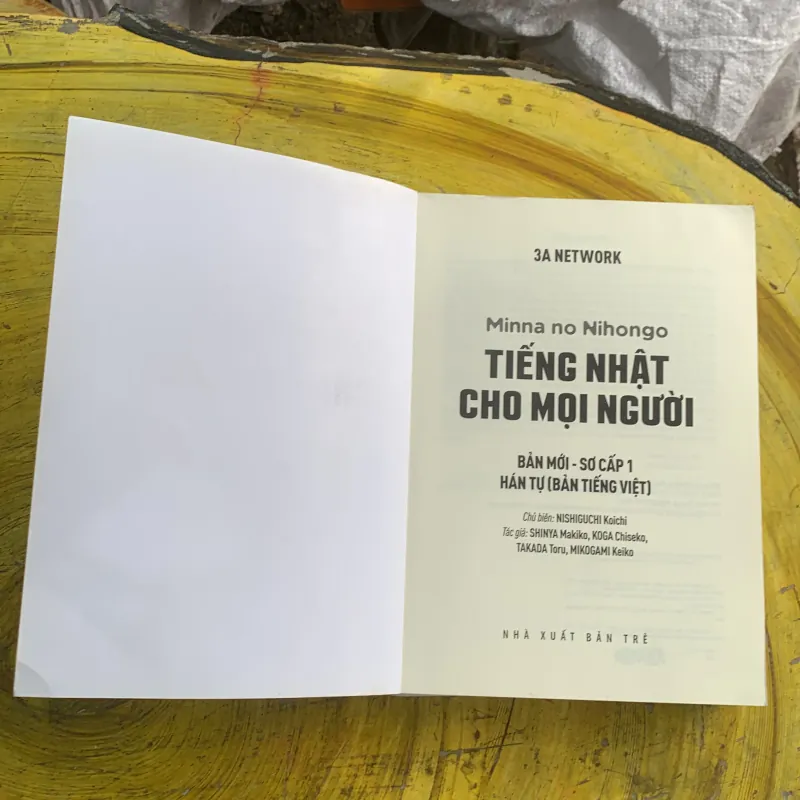 3A NETWORK
Minna no Nihongo
TIẾNG NHẬT
CHO MỌI NGƯỜI
BẢN MỚI - SƠ CẤP 1
HÁN TỰ (BẢN TIẾNG VIỆT)
Chủ biên: NISHIGUCHI Koichi
Tác giả: SHINYA Makiko, KOGA Chiseko,
TAKADA Toru, MIKOGAMI Keiko
NHÀ XUẤT BẢN TRẺ